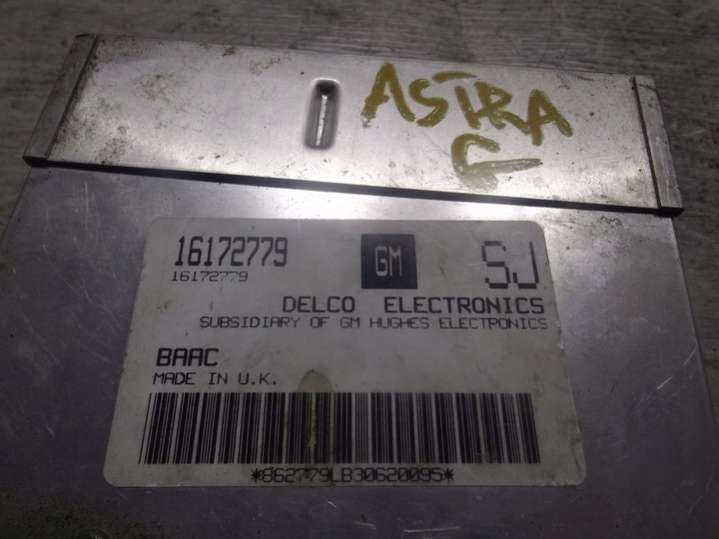 ASTRA
G
16172779 GM SJ
16172779
DELCO ELECTRONICS
SUBSIDIARY OF GM HUGHES ELECTRONICS
BAAC
MADE IN U.K.
*862779LB30620095*